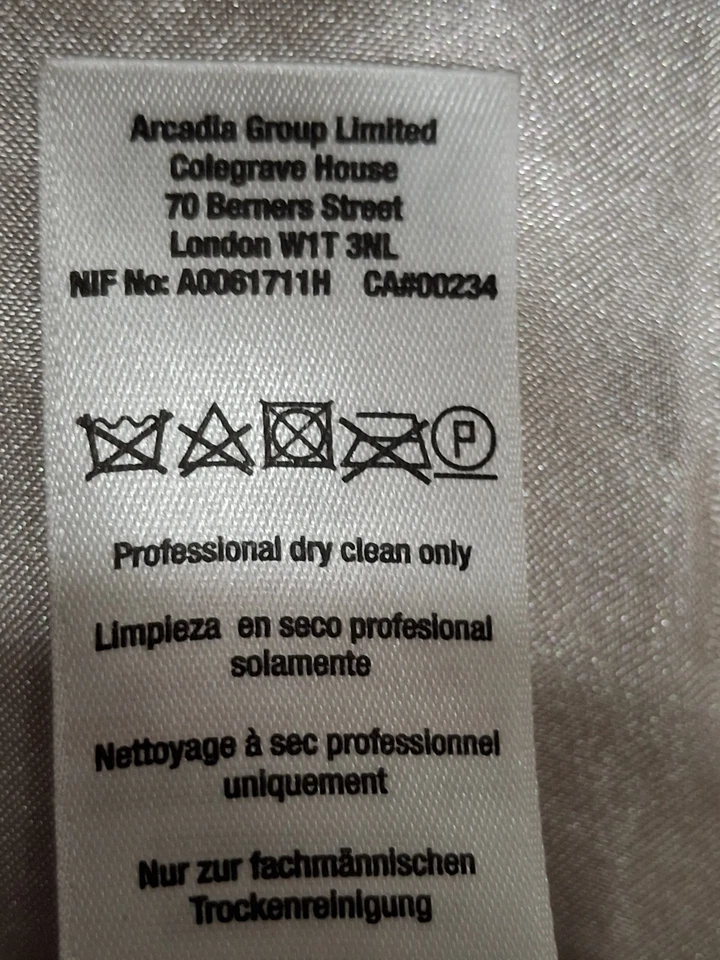 Arcadia Group Limited
Colegrave House
70 Berners Street
London W1T 3NL
NIF No: A0061711H CA#00234
P
Professional dry clean only
Limpieza en seco profesional
solamente
Nettoyage à sec professionnel
uniquement
Nur zur fachmännischen
Trockenreinigung